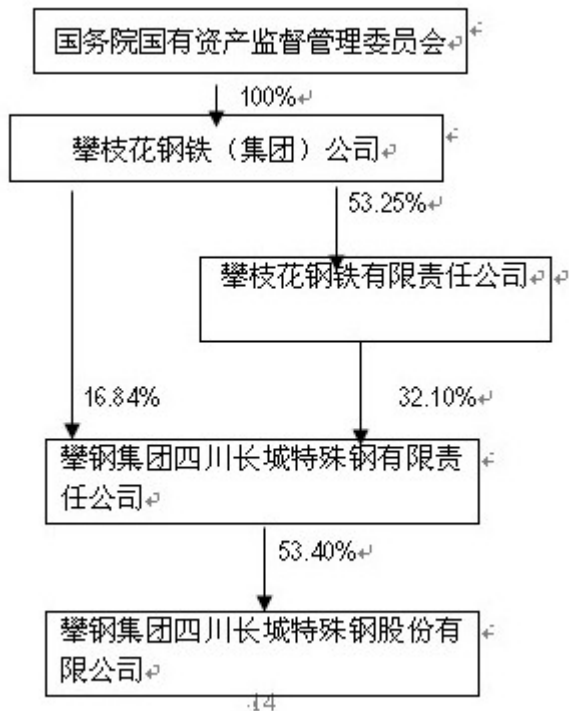 国务院国有资产监督管理委员会
100%
攀枝花钢铁（集团）公司
53.25%
攀枝花钢铁有限责任公司
16.84%
32.10%
攀钢集团四川长城特殊钢有限责
任公司
53.40%
攀钢集团四川长城特殊钢股份有
限公司
14